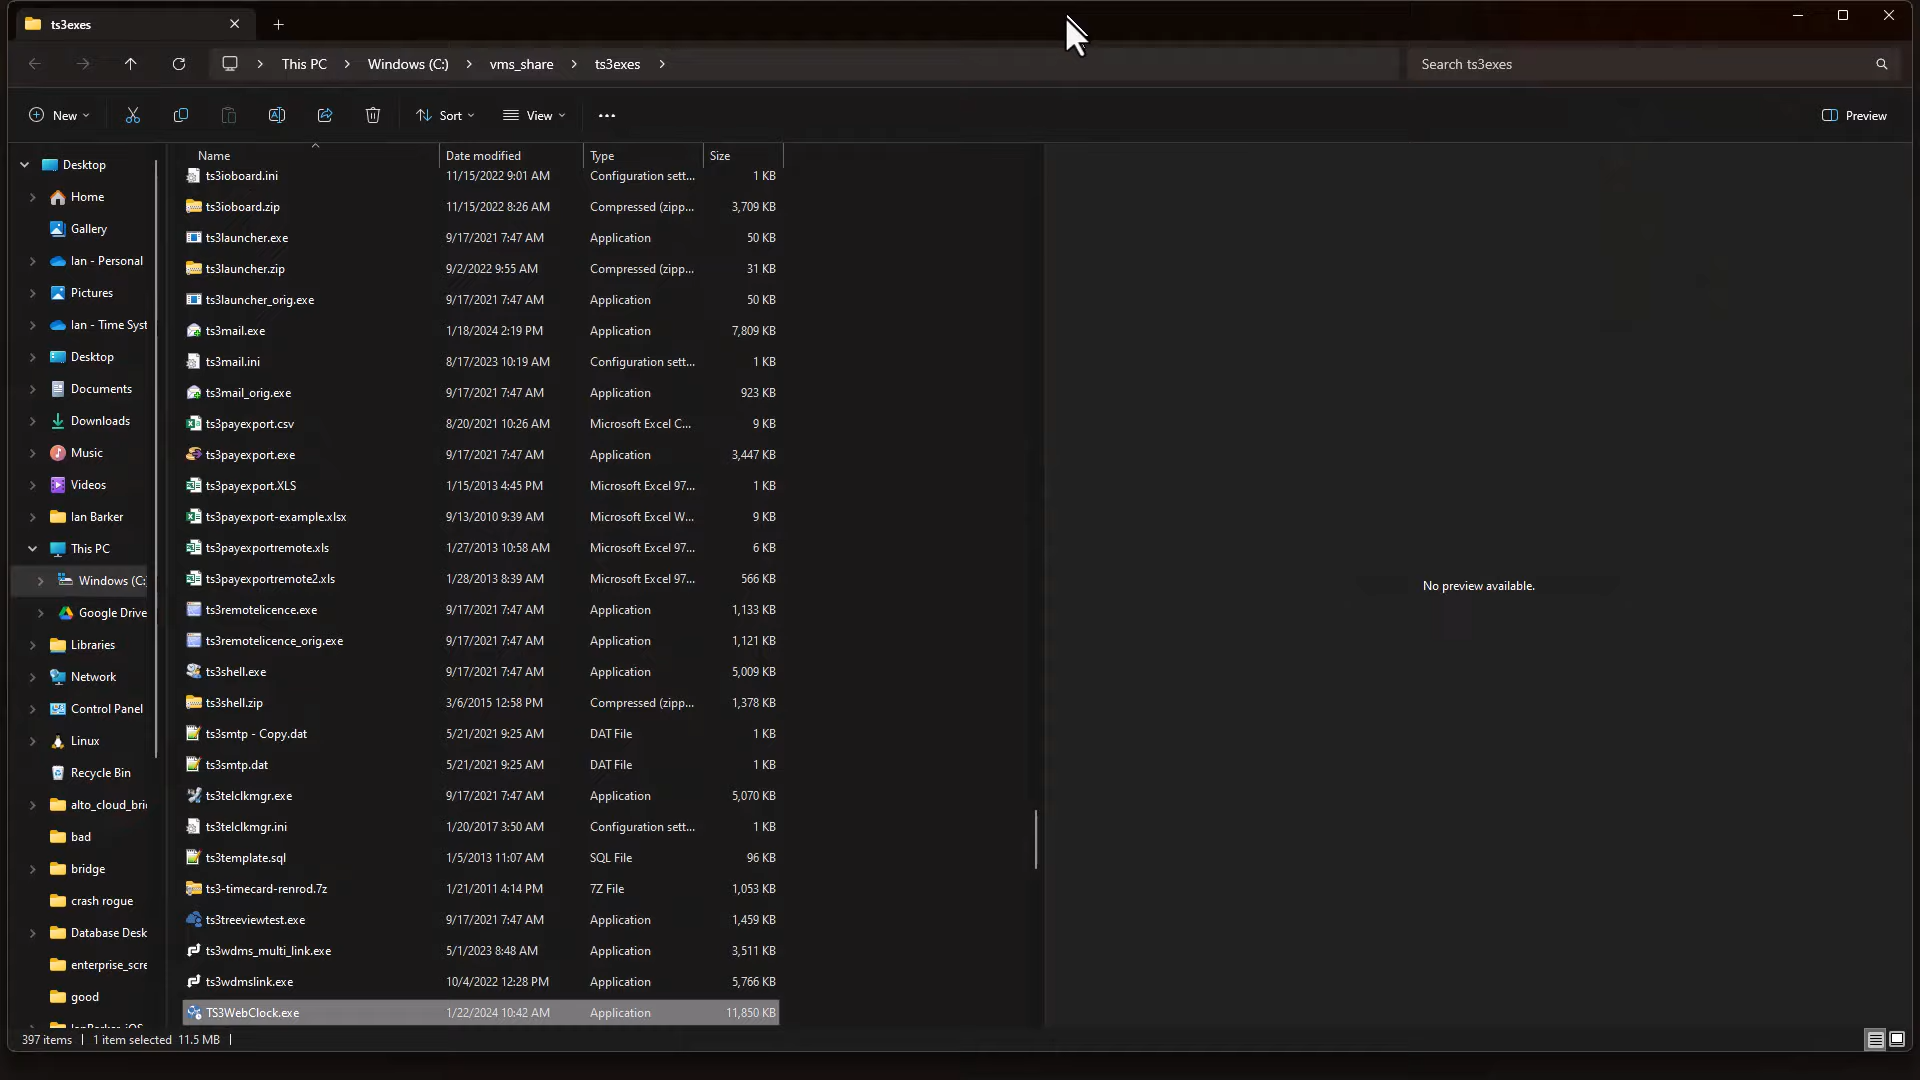 ts3exes
This PC
Windows (C:)
vms_share
ts3exes
Search ts3exes
New
Sort
View
Preview
Desktop
Home
Gallery
Ian - Personal
Pictures
Ian - Time Syst
Desktop
Documents
Downloads
Music
Videos
Ian Barker
This PC
Windows (C:
Google Drive
Libraries
Network
Control Panel
Linux
Recycle Bin
alto_cloud_bri
bad
bridge
crash rogue
Database Desk
enterprise_scre
good
Name Date modified Type Size
ts3ioboard.ini 11/15/2022 9:01 AM Configuration sett... 1 KB
ts3ioboard.zip 11/15/2022 8:26 AM Compressed (zipp... 3,709 KB
ts3launcher.exe 9/17/2021 7:47 AM Application 50 KB
ts3launcher.zip 9/2/2022 9:55 AM Compressed (zipp... 31 KB
ts3launcher_orig.exe 9/17/2021 7:47 AM Application 50 KB
ts3mail.exe 1/18/2024 2:19 PM Application 7,809 KB
ts3mail.ini 8/17/2023 10:19 AM Configuration sett... 1 KB
ts3mail_orig.exe 9/17/2021 7:47 AM Application 923 KB
ts3payexport.csv 8/20/2021 10:26 AM Microsoft Excel C... 9 KB
ts3payexport.exe 9/17/2021 7:47 AM Application 3,447 KB
ts3payexport.XLS 1/15/2013 4:45 PM Microsoft Excel 97... 1 KB
ts3payexport-example.xlsx 9/13/2010 9:39 AM Microsoft Excel W... 9 KB
ts3payexportremote.xls 1/27/2013 10:58 AM Microsoft Excel 97... 6 KB
ts3payexportremote2.xls 1/28/2013 8:39 AM Microsoft Excel 97... 566 KB
ts3remotelicence.exe 9/17/2021 7:47 AM Application 1,133 KB
ts3remotelicence_orig.exe 9/17/2021 7:47 AM Application 1,121 KB
ts3shell.exe 9/17/2021 7:47 AM Application 5,009 KB
ts3shell.zip 3/6/2015 12:58 PM Compressed (zipp... 1,378 KB
ts3smtp - Copy.dat 5/21/2021 9:25 AM DAT File 1 KB
ts3smtp.dat 5/21/2021 9:25 AM DAT File 1 KB
ts3telclkmgr.exe 9/17/2021 7:47 AM Application 5,070 KB
ts3telclkmgr.ini 1/20/2017 3:50 AM Configuration sett... 1 KB
ts3template.sql 1/5/2013 11:07 AM SQL File 96 KB
ts3-timecard-renrod.7z 1/21/2011 4:14 PM 7Z File 1,053 KB
ts3treeviewtest.exe 9/17/2021 7:47 AM Application 1,459 KB
ts3wdms_multi_link.exe 5/1/2023 8:48 AM Application 3,511 KB
ts3wdmslink.exe 10/4/2022 12:28 PM Application 5,766 KB
TS3WebClock.exe 1/22/2024 10:42 AM Application 11,850 KB
No preview available.
397 items 1 item selected 11.5 MB